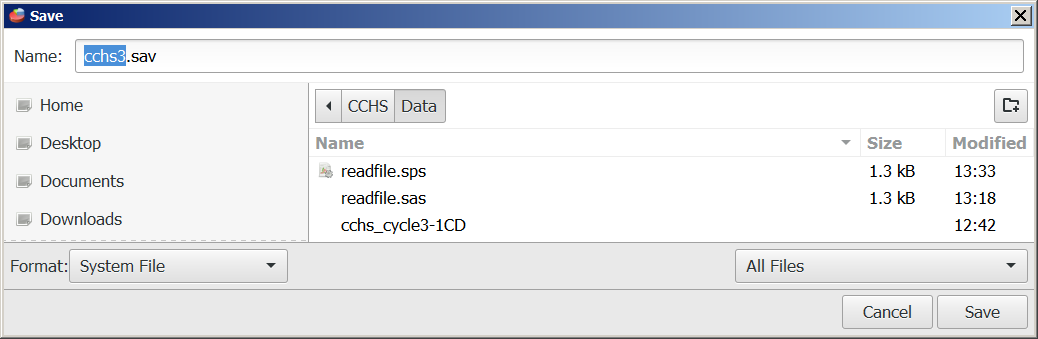 Save
Name: cchs3.sav
Home
Desktop
Documents
Downloads
CCHS Data
Name Size Modified
readfile.sps 1.3 kB 13:33
readfile.sas 1.3 kB 13:18
cchs_cycle3-1CD 12:42
Format: System File All Files
Cancel Save